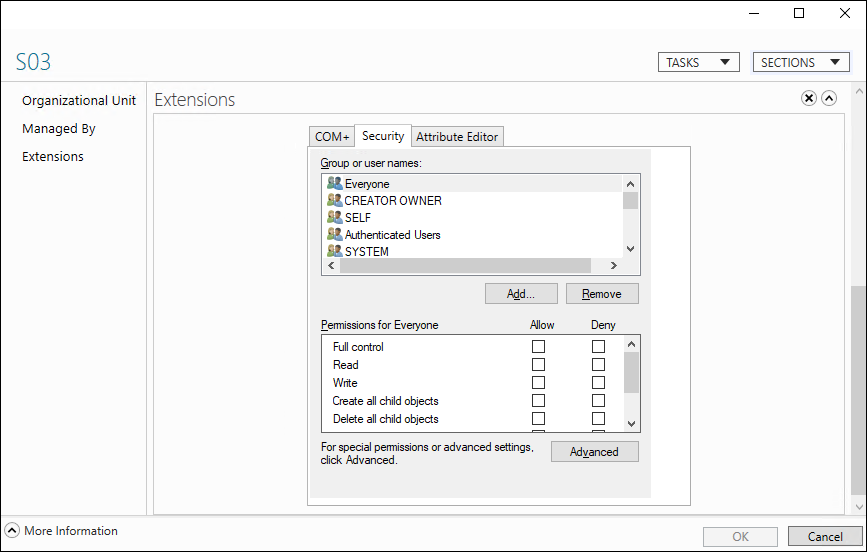 S03
TASKS
SECTIONS
Organizational Unit
Managed By
Extensions
Extensions
COM+ Security Attribute Editor
Group or user names:
Everyone
CREATOR OWNER
SELF
Authenticated Users
SYSTEM
Add... Remove
Permissions for Everyone Allow Deny
Full control
Read
Write
Create all child objects
Delete all child objects
For special permissions or advanced settings,
click Advanced.
Advanced
More Information
OK Cancel